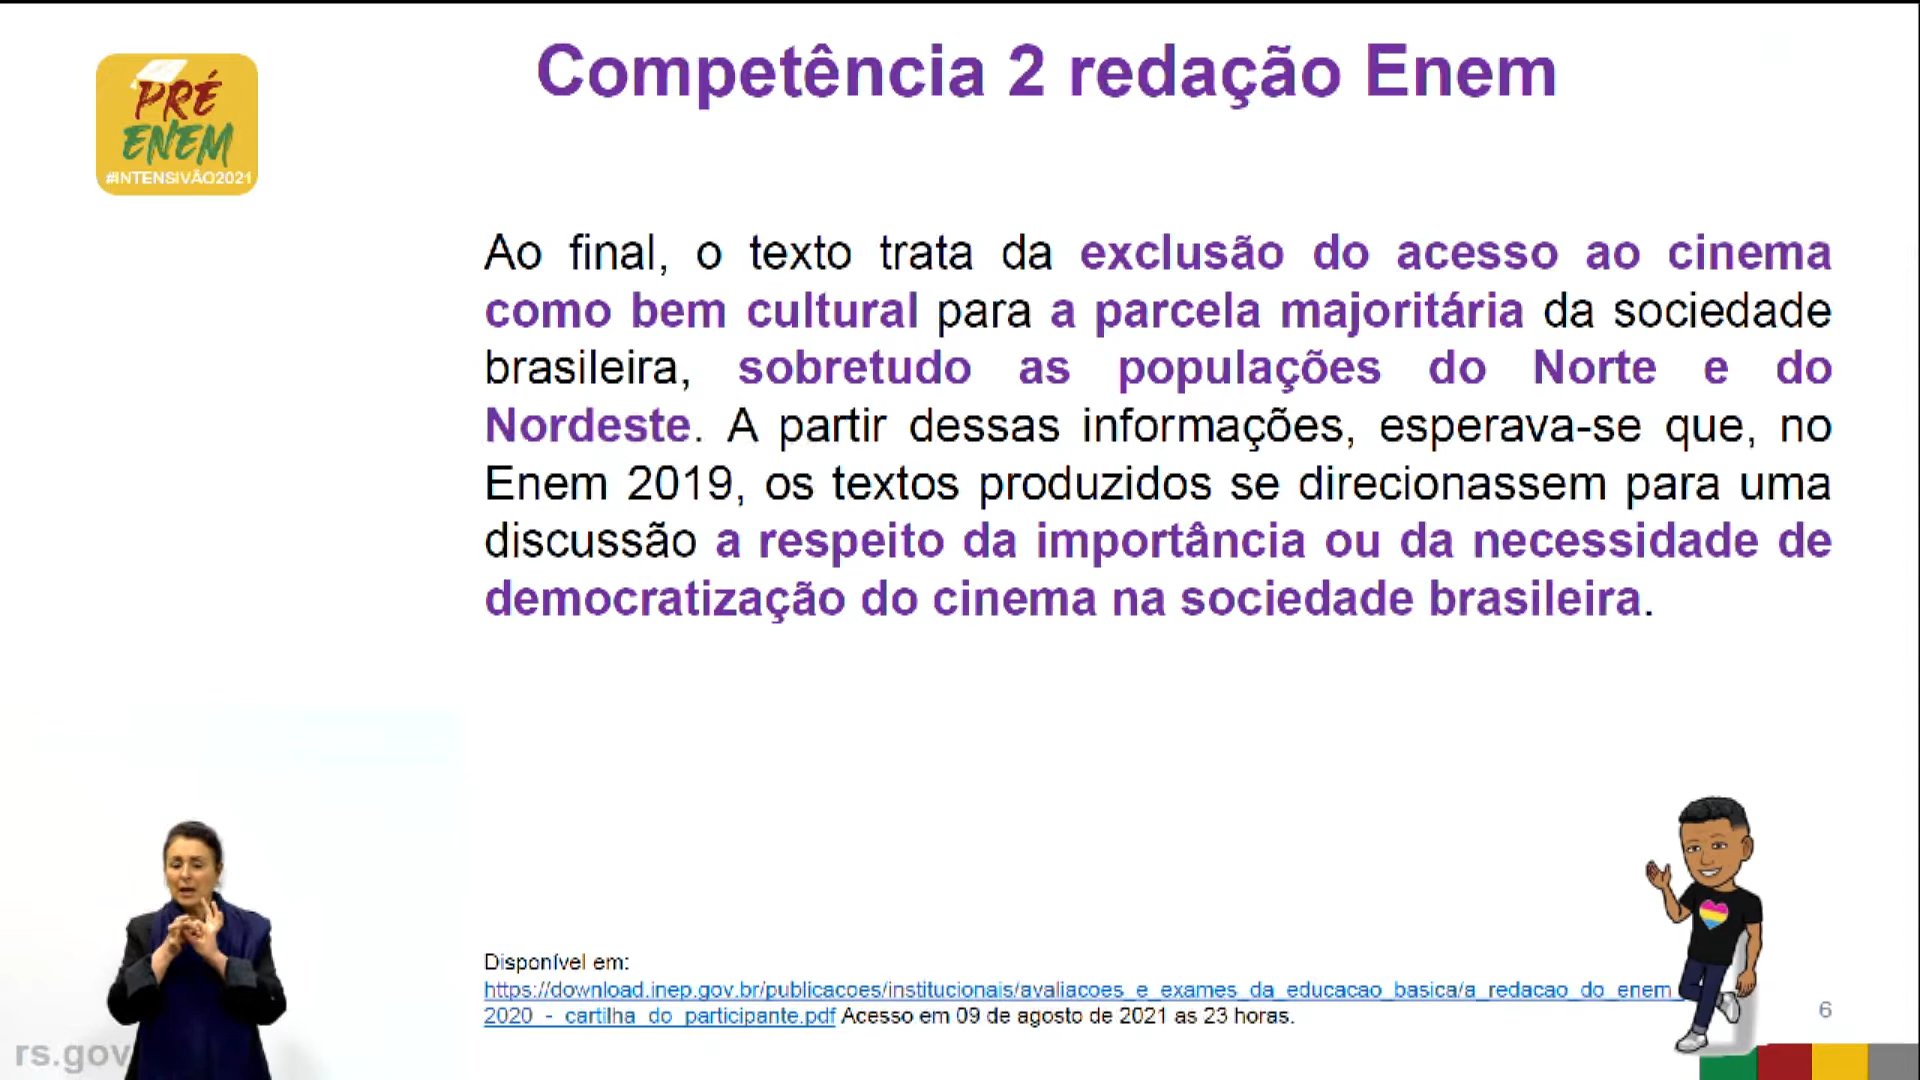 Competência 2 redação Enem
PRÉ
ENEM
#INTENSIVÃO2021
Ao final, o texto trata da exclusão do acesso ao cinema
como bem cultural para a parcela majoritária da sociedade
brasileira, sobretudo as populações do Norte e do
Nordeste. A partir dessas informações, esperava-se que, no
Enem 2019, os textos produzidos se direcionassem para uma
discussão a respeito da importância ou da necessidade de
democratização do cinema na sociedade brasileira.
Disponível em:
https://download.inep.gov.br/publicacoes/institucionais/avaliacoes_e_exames_da_educacao_basica/a_redacao_do_enem_
2020_-_cartilha_do_participante.pdf Acesso em 09 de agosto de 2021 as 23 horas.
6
rs.gov